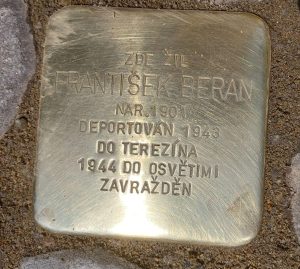 ZDE ŽIL
FRANTIŠEK BERAN
NAR. 1901
DEPORTOVÁN 1943
DO TEREZÍNA
1944 DO OSVĚTIMI
ZAVRAŽDĚN